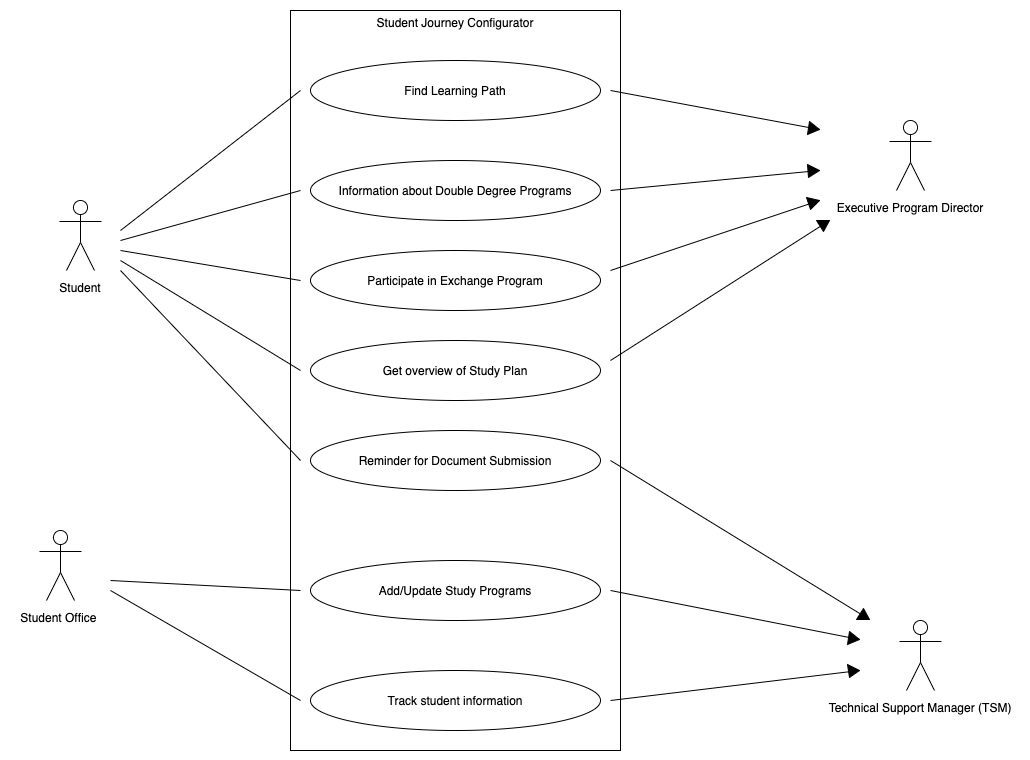 Student Journey Configurator
Find Learning Path
Information about Double Degree Programs
Executive Program Director
Participate in Exchange Program
Student
Get overview of Study Plan
Reminder for Document Submission
Add/Update Study Programs
Student Office
Track student information
Technical Support Manager (TSM)